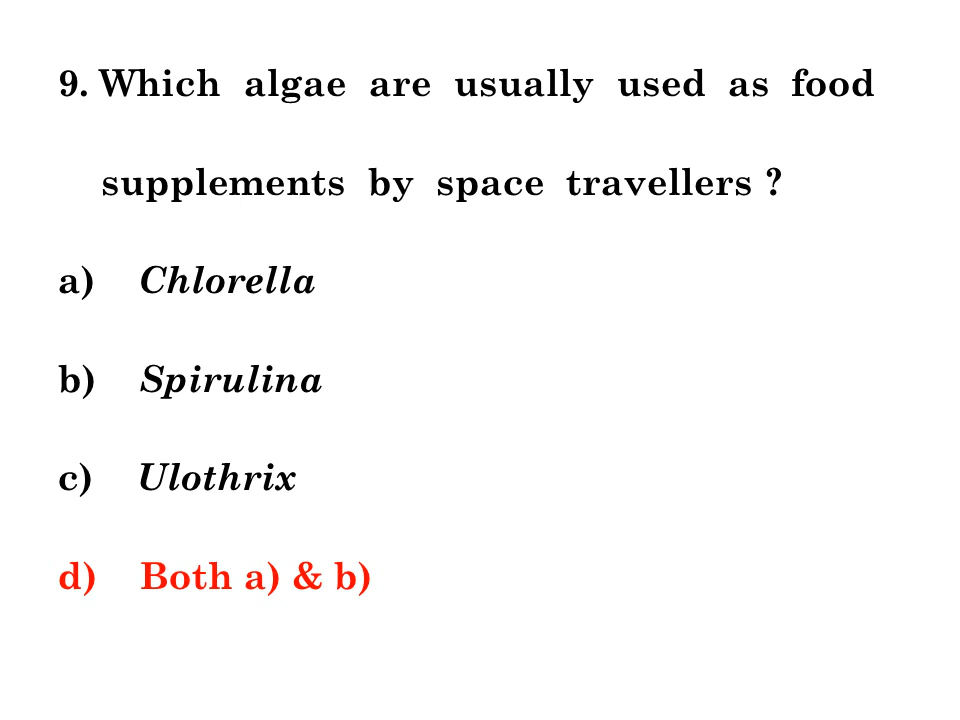 9. Which algae are usually used as food
supplements by space travellers ?
a) Chlorella
b) Spirulina
c) Ulothrix
d) Both a) & b)